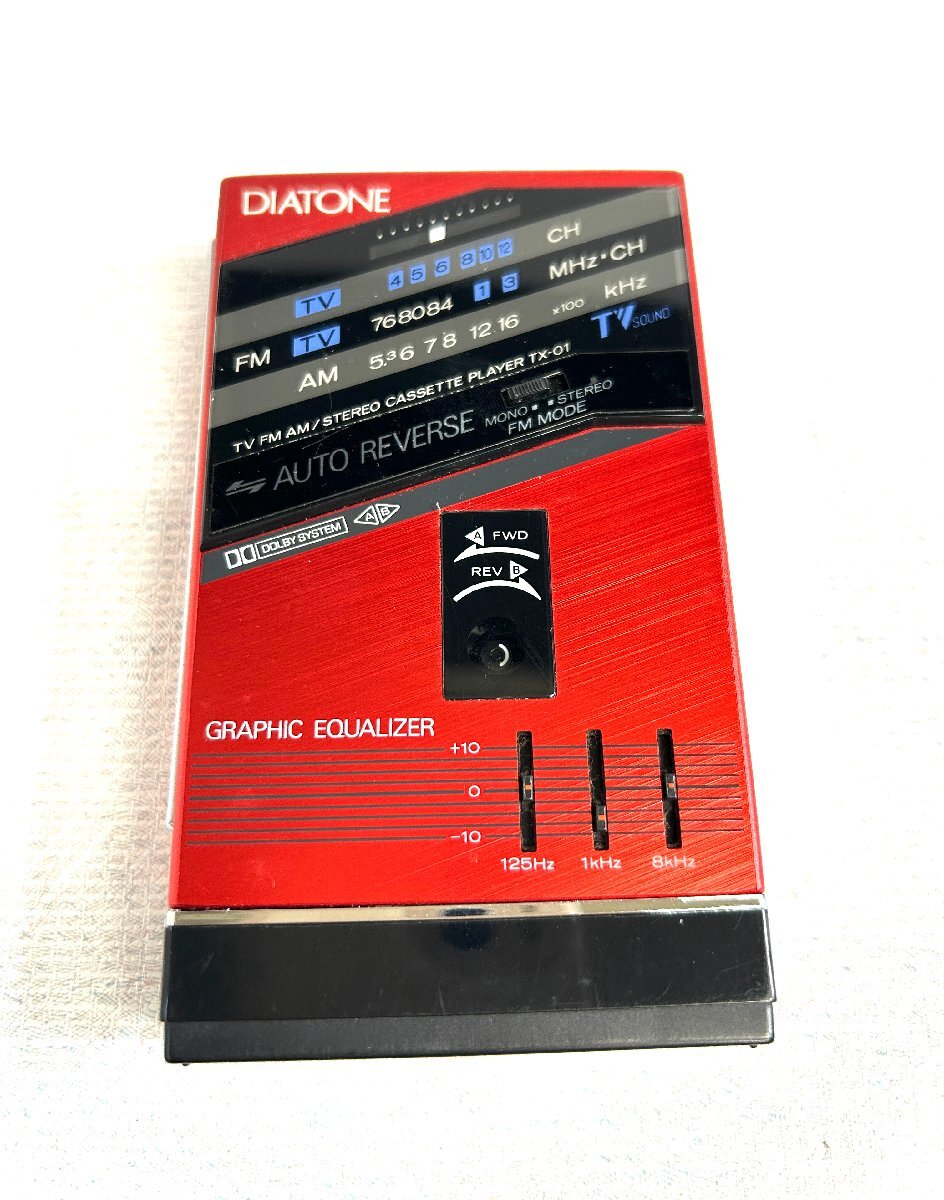 DIATONE
TV 4 5 6 8 10 12 CH
FM TV 76 80 84 1 3 MHz·CH
AM 5.3 6 7 8 12 16 ×100 kHz
TV SOUND
TV FM AM/STEREO CASSETTE PLAYER TX-01
AUTO REVERSE
MONO STEREO
FM MODE
DOLBY SYSTEM A B
A FWD
REV B
GRAPHIC EQUALIZER
+10
0
−10
125Hz 1kHz 8kHz